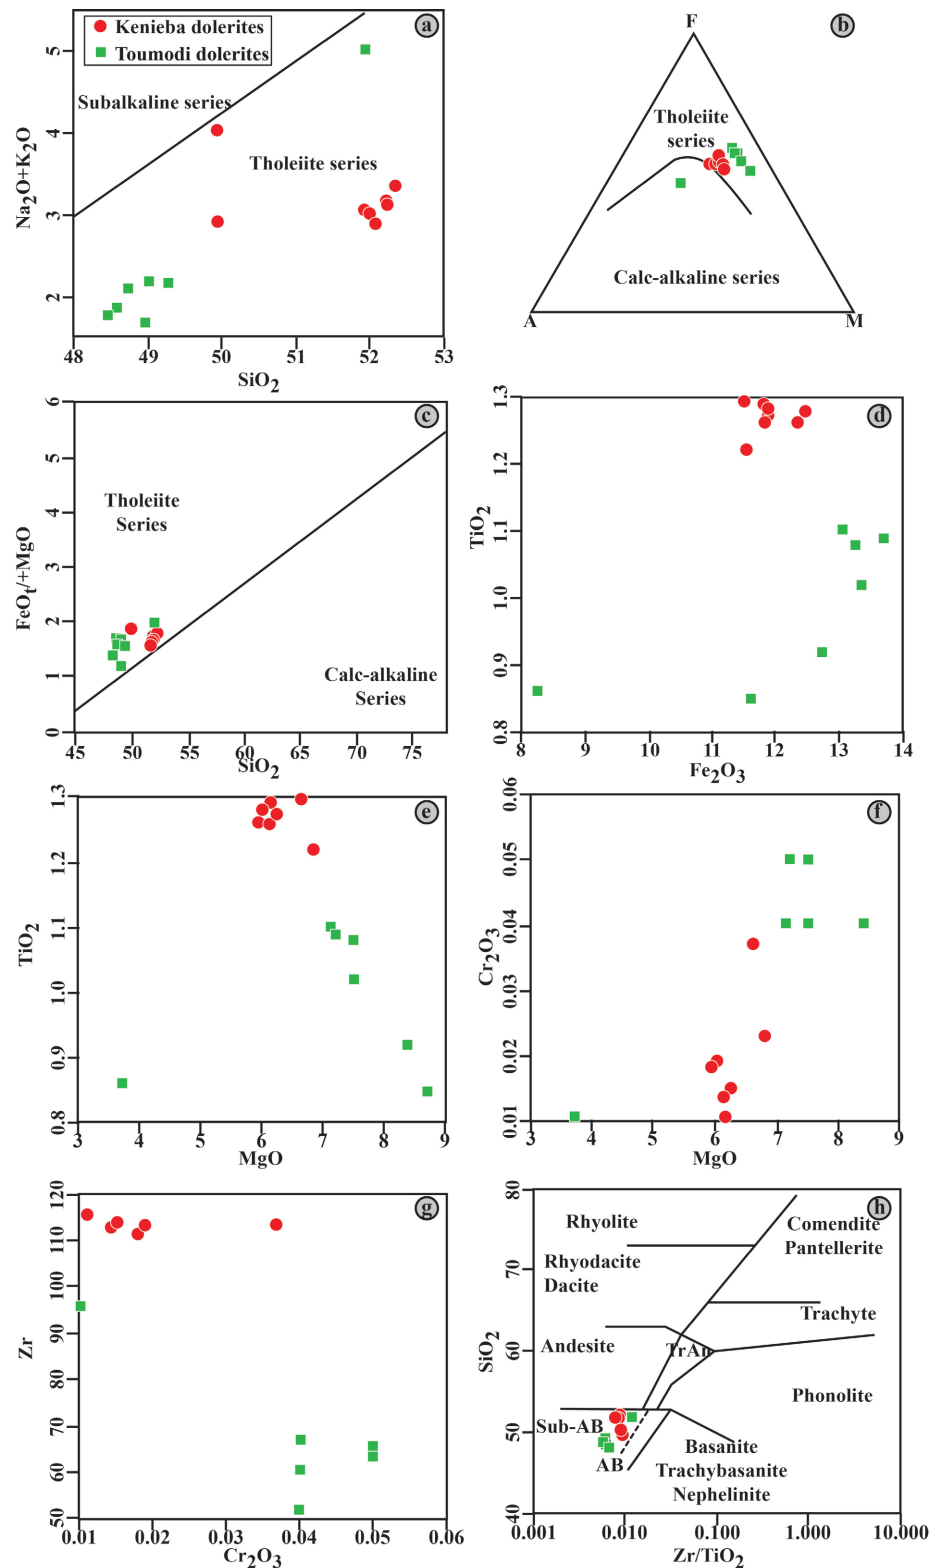 Kenieba dolerites
Toumodi dolerites
a
Subalkaline series
Tholeiite series
Na2O+K2O
5
4
3
2
48 49 50 51 52 53
SiO2
b
F
Tholeiite
series
Calc-alkaline series
A M
c
Tholeiite
Series
Calc-alkaline
Series
FeOt/+MgO
6
5
4
3
2
1
0
45 50 55 60 65 70 75
SiO2
d
TiO2
1.3
1.2
1.1
1.0
0.9
0.8
8 9 10 11 12 13 14
Fe2O3
e
TiO2
1.3
1.2
1.1
1.0
0.9
0.8
3 4 5 6 7 8 9
MgO
f
Cr2O3
0.06
0.05
0.04
0.03
0.02
0.01
3 4 5 6 7 8 9
MgO
g
Zr
120
110
100
90
80
70
60
50
0.01 0.02 0.03 0.04 0.05 0.06
Cr2O3
h
SiO2
80
70
60
50
40
Rhyolite
Comendite
Pantellerite
Rhyodacite
Dacite
Trachyte
Andesite
TrAn
Phonolite
Sub-AB
AB
Basanite
Trachybasanite
Nephelinite
0.001 0.010 0.100 1.000 10.000
Zr/TiO2